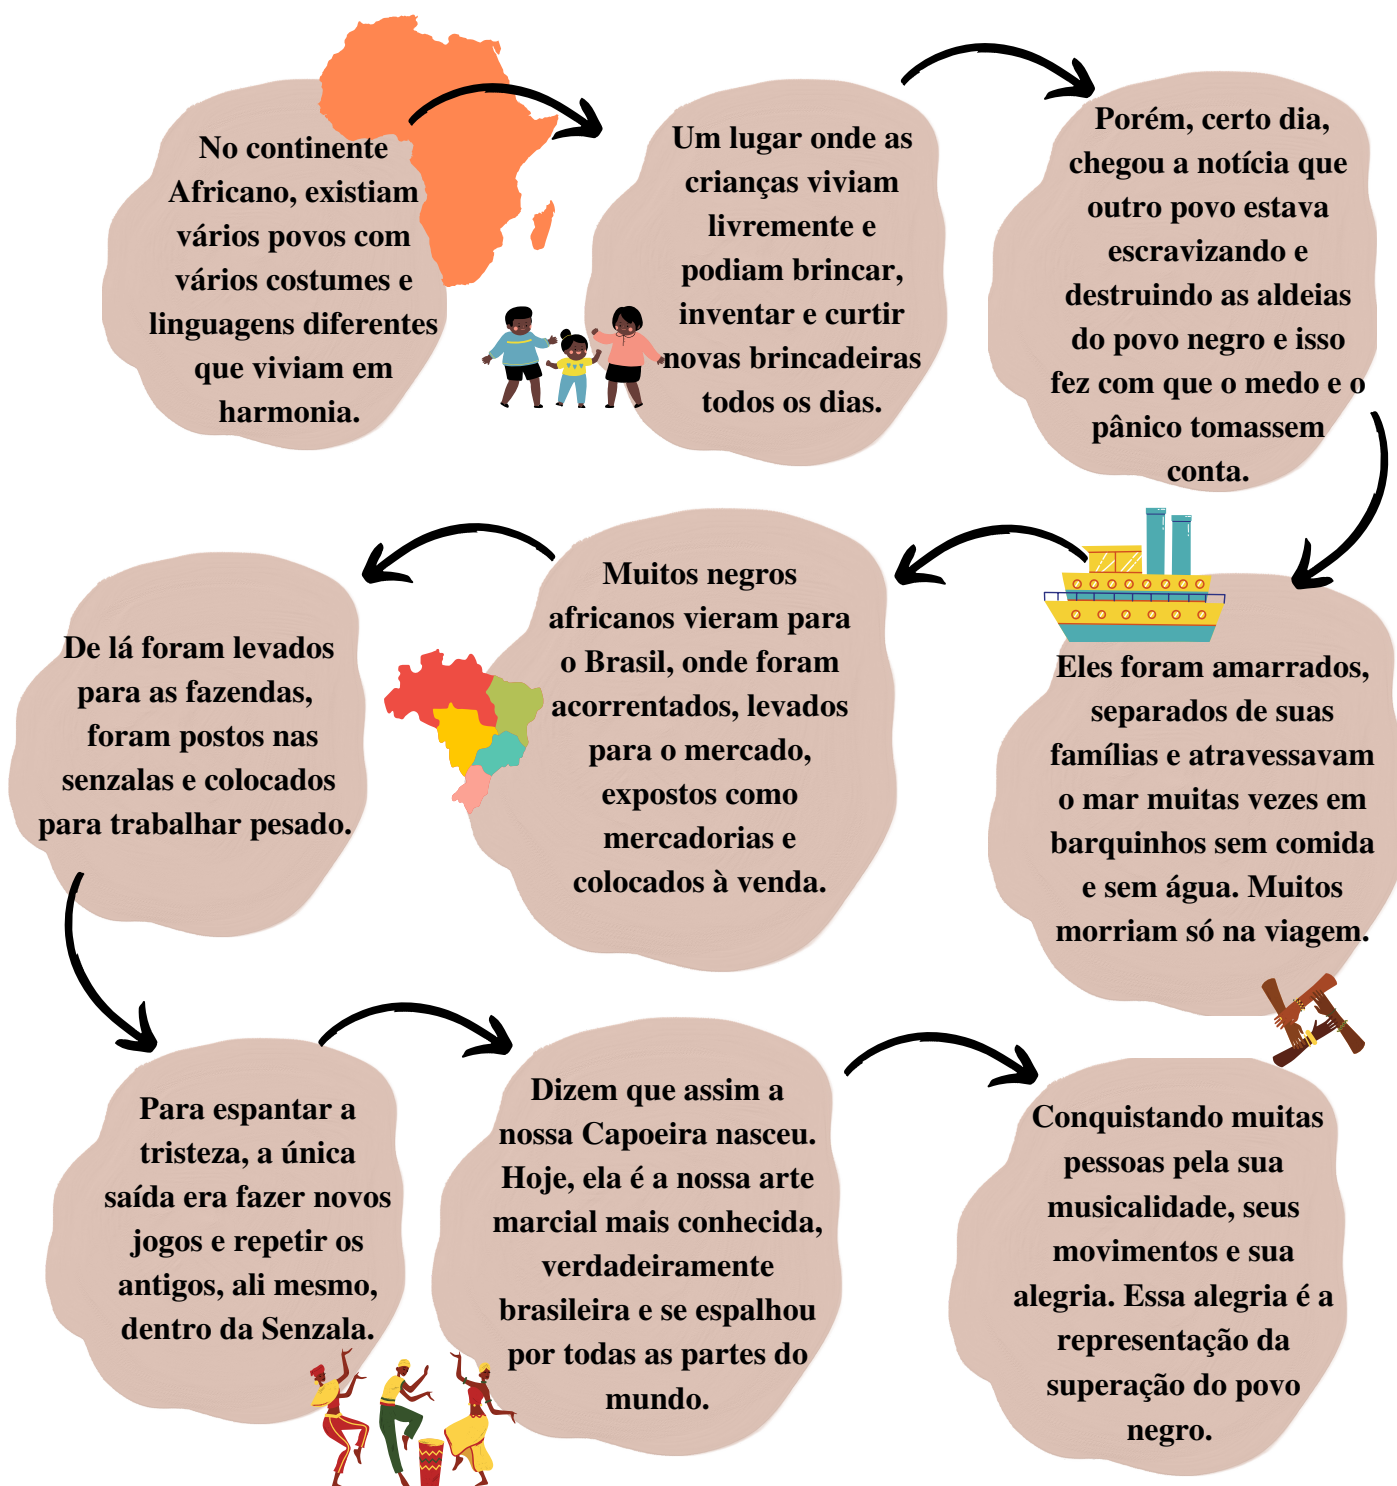 No continente
Africano, existiam
vários povos com
vários costumes e
linguagens diferentes
que viviam em
harmonia.
Um lugar onde as
crianças viviam
livremente e
podiam brincar,
inventar e curtir
novas brincadeiras
todos os dias.
Porém, certo dia,
chegou a notícia que
outro povo estava
escravizando e
destruindo as aldeias
do povo negro e isso
fez com que o medo e o
pânico tomassem
conta.
Eles foram amarrados,
separados de suas
famílias e atravessavam
o mar muitas vezes em
barquinhos sem comida
e sem água. Muitos
morriam só na viagem.
Muitos negros
africanos vieram para
o Brasil, onde foram
acorrentados, levados
para o mercado,
expostos como
mercadorias e
colocados à venda.
De lá foram levados
para as fazendas,
foram postos nas
senzalas e colocados
para trabalhar pesado.
Para espantar a
tristeza, a única
saída era fazer novos
jogos e repetir os
antigos, ali mesmo,
dentro da Senzala.
Dizem que assim a
nossa Capoeira nasceu.
Hoje, ela é a nossa arte
marcial mais conhecida,
verdadeiramente
brasileira e se espalhou
por todas as partes do
mundo.
Conquistando muitas
pessoas pela sua
musicalidade, seus
movimentos e sua
alegria. Essa alegria é a
representação da
superação do povo
negro.